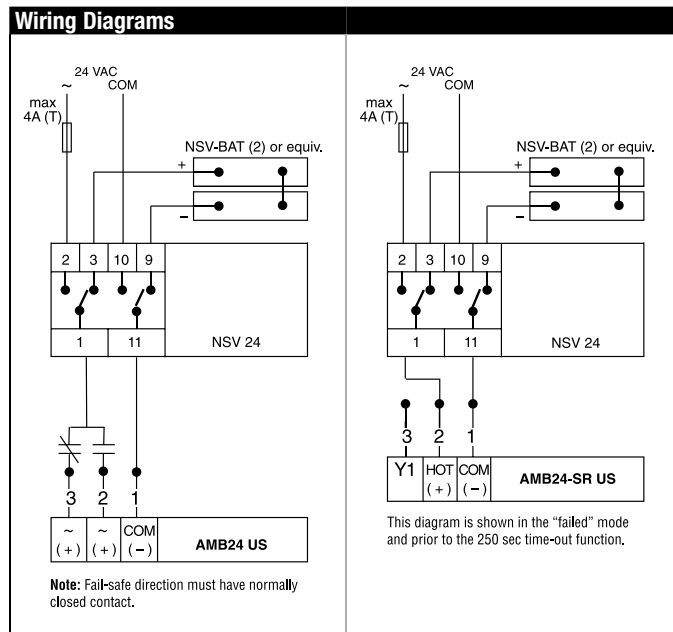 Wiring Diagrams
24 VAC
~ COM
max
4A (T)
NSV-BAT (2) or equiv.
+
–
2 3 10 9
1 11 NSV 24
3 2 1
~ ~ COM
(+) (+) (–)
AMB24 US
Note: Fail-safe direction must have normally
closed contact.
24 VAC
~ COM
max
4A (T)
NSV-BAT (2) or equiv.
+
–
2 3 10 9
1 11 NSV 24
3 2 1
Y1 HOT COM
(+) (–)
AMB24-SR US
This diagram is shown in the “failed” mode
and prior to the 250 sec time-out function.